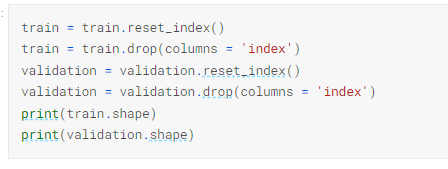 train = train.reset_index()
train = train.drop(columns = 'index')
validation = validation.reset_index()
validation = validation.drop(columns = 'index')
print(train.shape)
print(validation.shape)